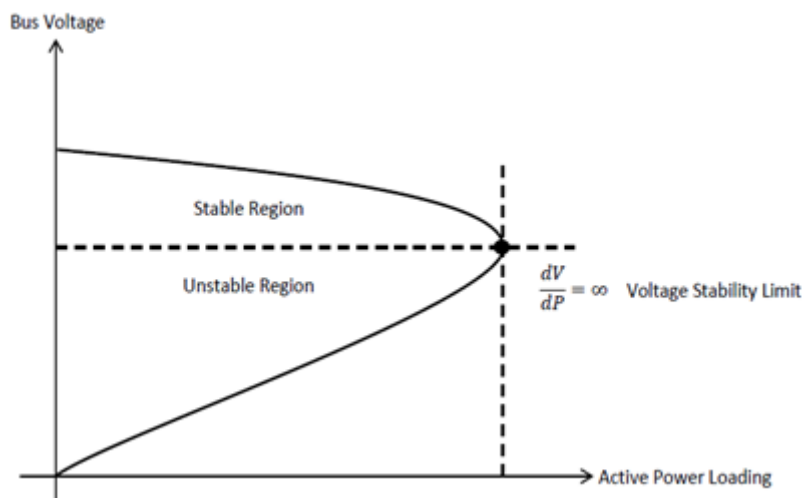 Bus Voltage
Stable Region
Unstable Region
dV/dP = ∞ Voltage Stability Limit
Active Power Loading